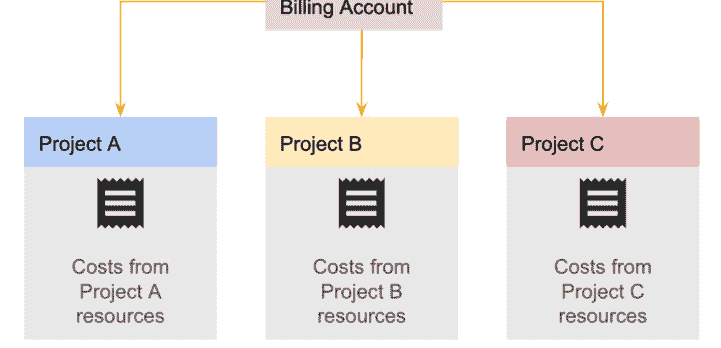 Billing Account
Project A
Project B
Project C
Costs from
Project A
resources
Costs from
Project B
resources
Costs from
Project C
resources